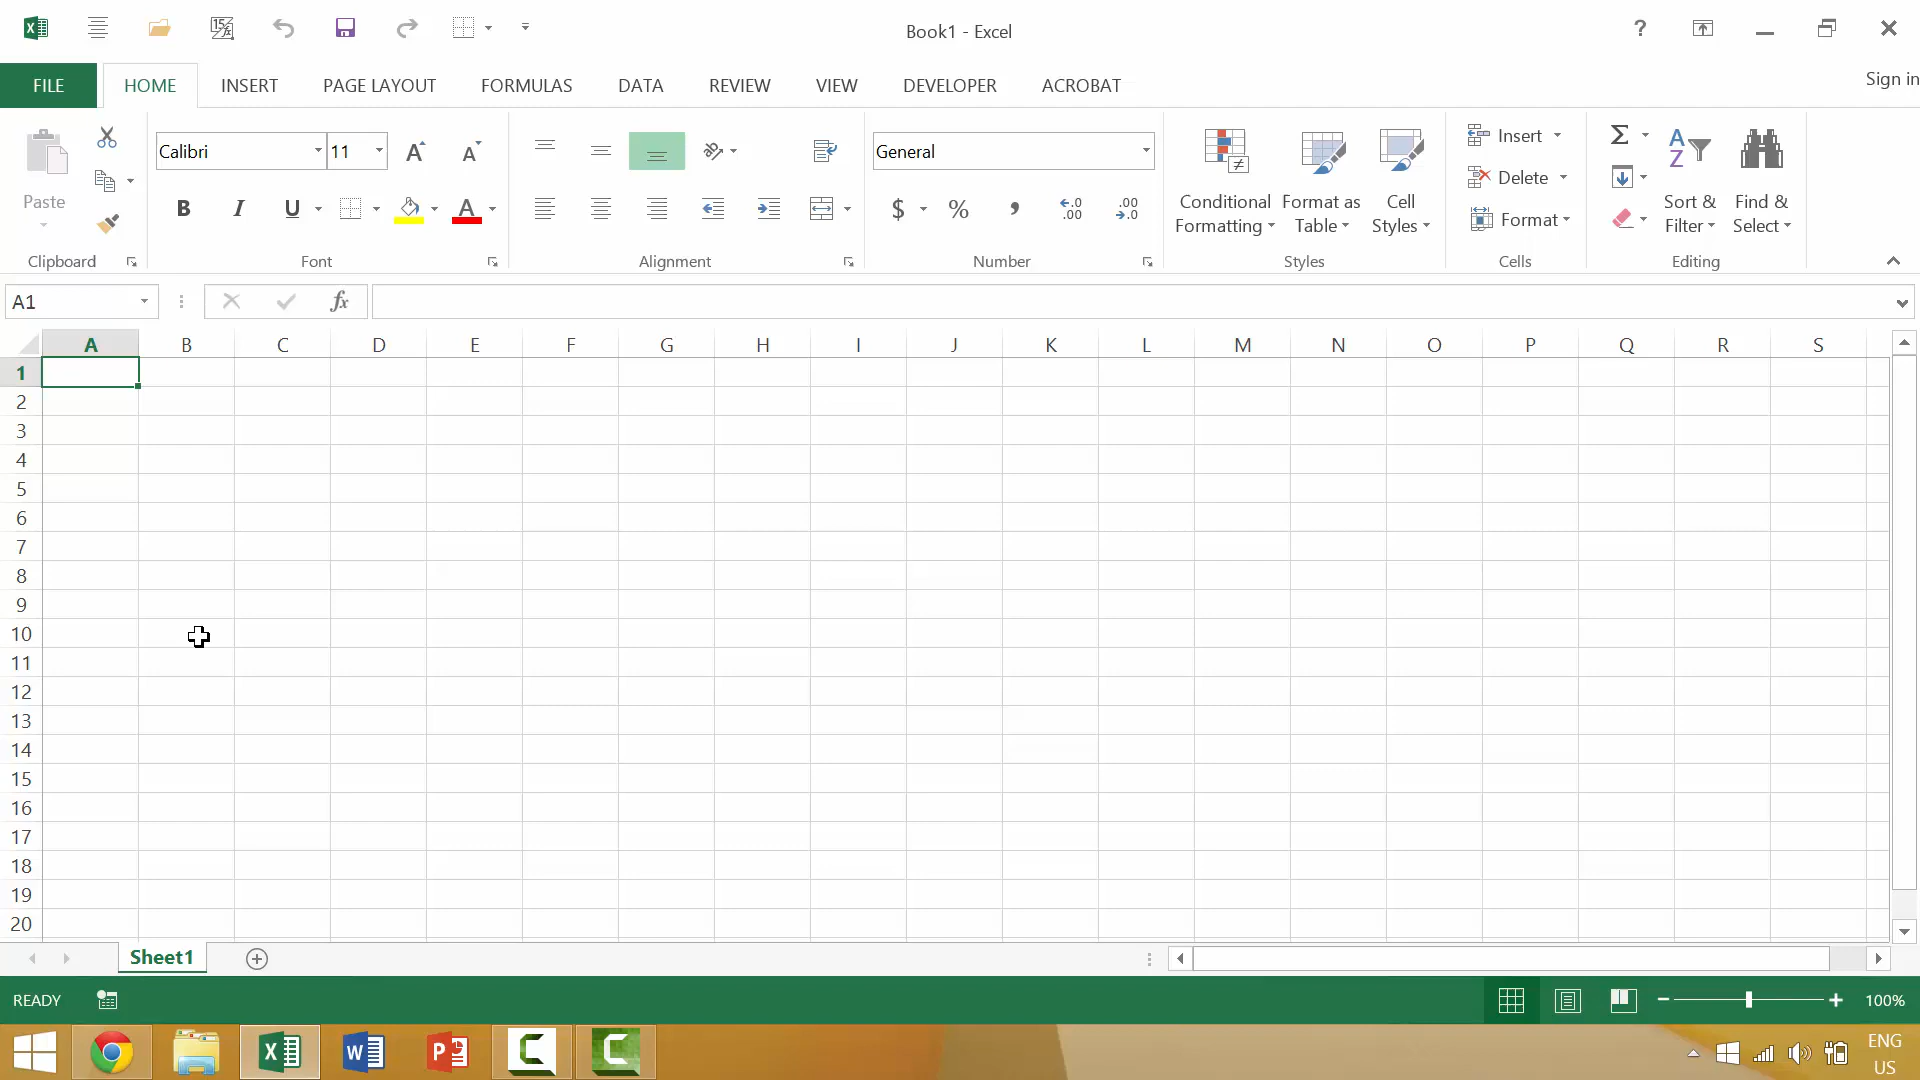 Book1 - Excel
?
Sign in
FILE HOME INSERT PAGE LAYOUT FORMULAS DATA REVIEW VIEW DEVELOPER ACROBAT
Paste
Clipboard
Calibri 11
B I U A
Font
Alignment
General
$ % ,
Number
Conditional Formatting
Format as Table
Cell Styles
Styles
Insert
Delete
Format
Cells
Σ
Sort & Filter
Find & Select
Editing
A1
fx
A B C D E F G H I J K L M N O P Q R S
1
2
3
4
5
6
7
8
9
10
11
12
13
14
15
16
17
18
19
20
Sheet1
READY
100%
ENG
US